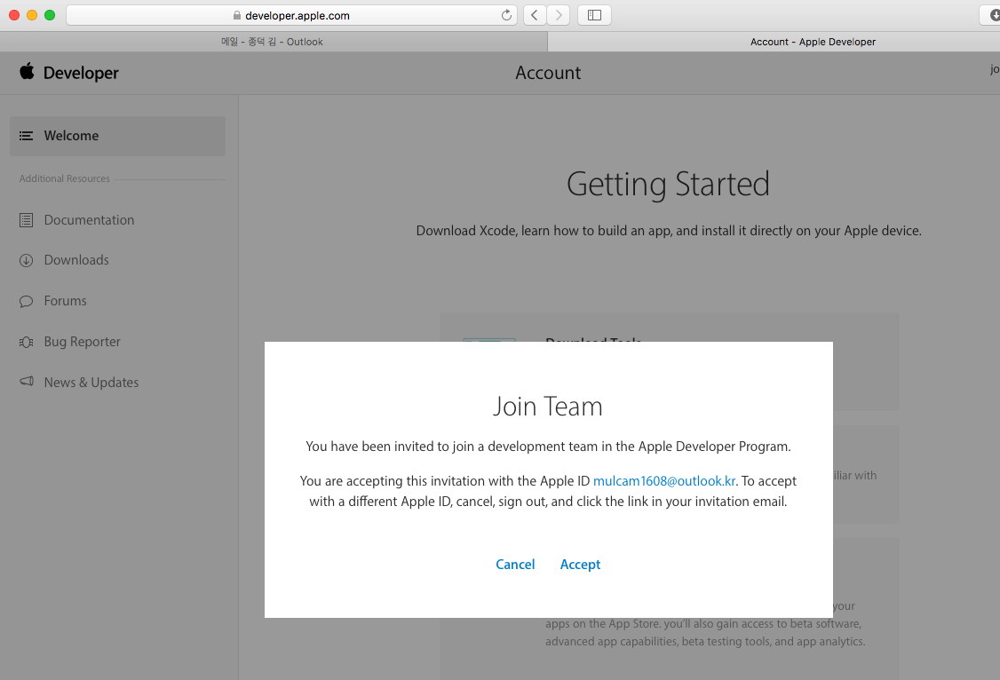 developer.apple.com
메일 - 종덕 김 - Outlook
Account - Apple Developer
Developer
Account
jo
Welcome
Additional Resources
Documentation
Downloads
Forums
Bug Reporter
News & Updates
Getting Started
Download Xcode, learn how to build an app, and install it directly on your Apple device.
Download Tools
Join Team
You have been invited to join a development team in the Apple Developer Program.
You are accepting this invitation with the Apple ID mulcam1608@outlook.kr. To accept
with a different Apple ID, cancel, sign out, and click the link in your invitation email.
Cancel
Accept
iliar with
your
apps on the App Store. you'll also gain access to beta software,
advanced app capabilities, beta testing tools, and app analytics.